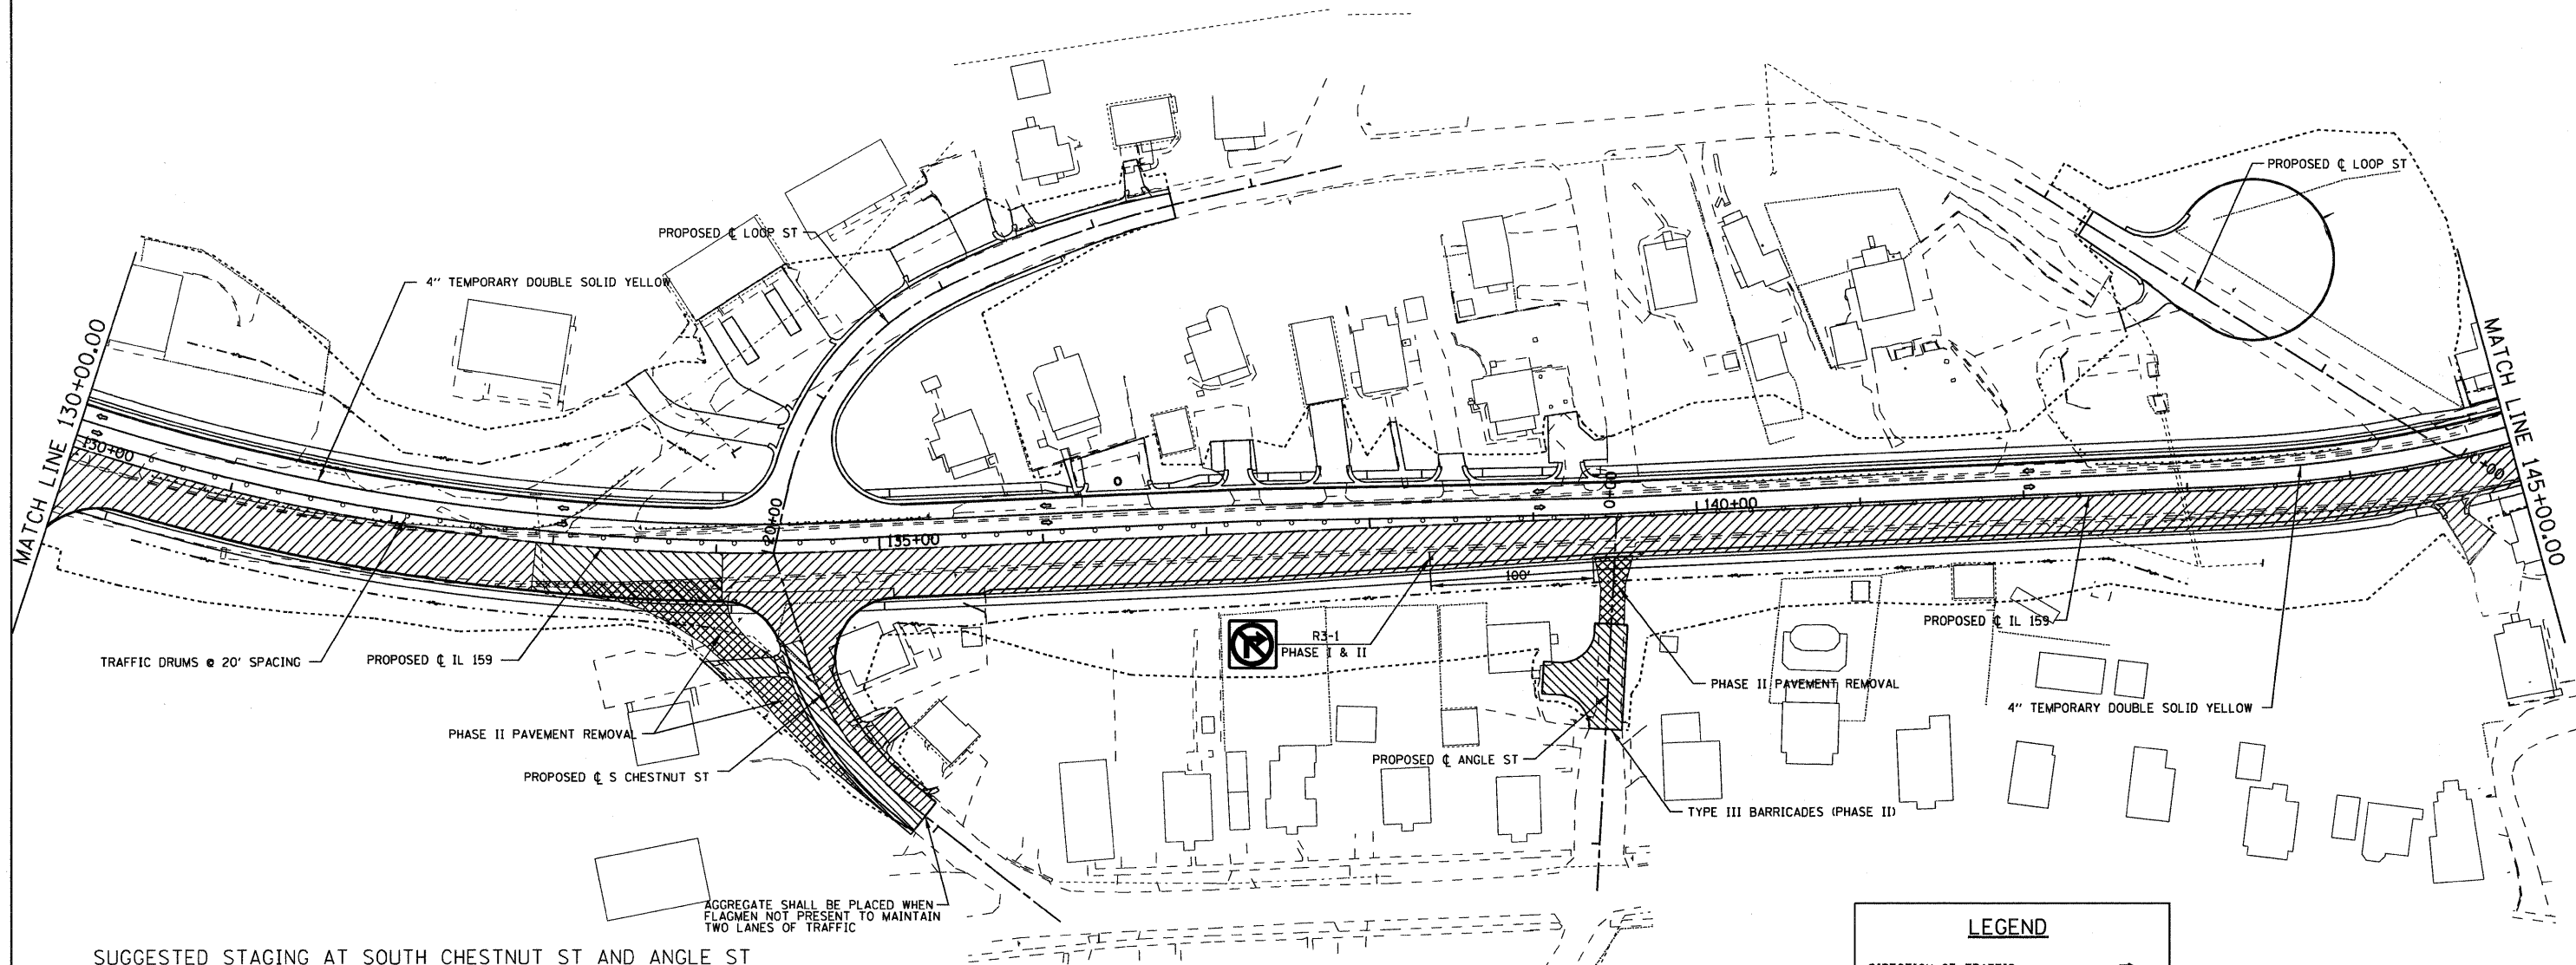 PROPOSED ℄ LOOP ST
PROPOSED ℄ LOOP ST
4" TEMPORARY DOUBLE SOLID YELLOW
MATCH LINE 130+00.00
MATCH LINE 145+00.00
130+00
20+00
135+00
0+00
140+00
100'
R3-1
PHASE I & II
TRAFFIC DRUMS @ 20' SPACING
PROPOSED ℄ IL 159
PROPOSED ℄ IL 159
PHASE II PAVEMENT REMOVAL
PHASE II PAVEMENT REMOVAL
4" TEMPORARY DOUBLE SOLID YELLOW
PROPOSED ℄ S CHESTNUT ST
PROPOSED ℄ ANGLE ST
TYPE III BARRICADES (PHASE II)
AGGREGATE SHALL BE PLACED WHEN
FLAGMEN NOT PRESENT TO MAINTAIN
TWO LANES OF TRAFFIC
SUGGESTED STAGING AT SOUTH CHESTNUT ST AND ANGLE ST
LEGEND